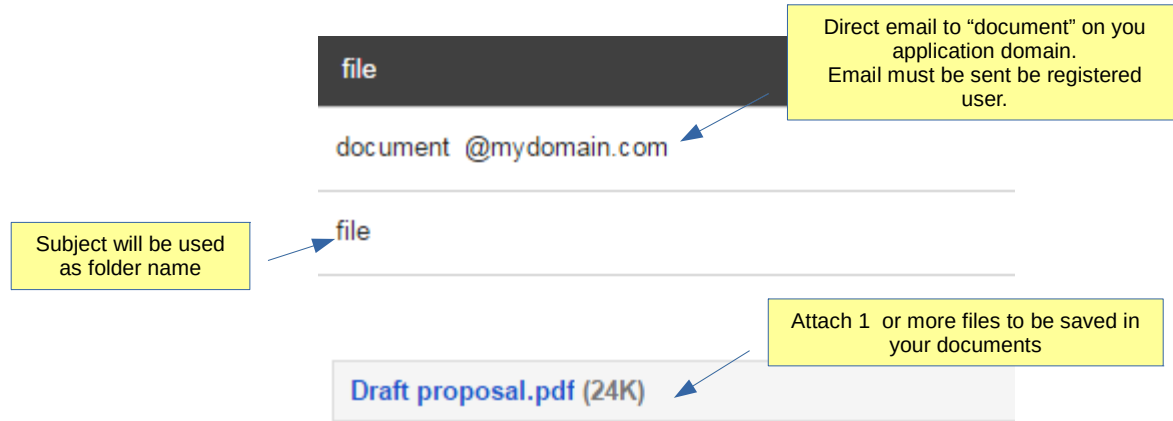 Direct email to “document” on you
application domain.
Email must be sent be registered
user.
file
document @mydomain.com
Subject will be used
as folder name
file
Attach 1 or more files to be saved in
your documents
Draft proposal.pdf (24K)